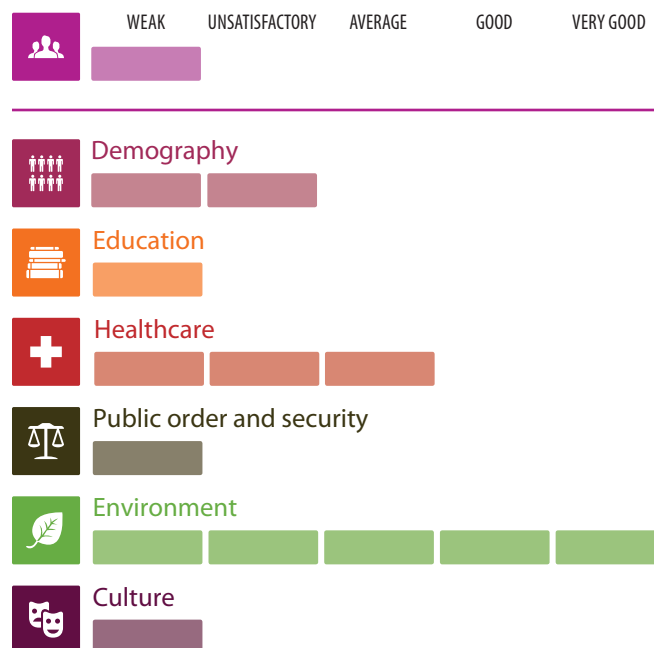 WEAK UNSATISFACTORY AVERAGE GOOD VERY GOOD
Demography
Education
Healthcare
Public order and security
Environment
Culture